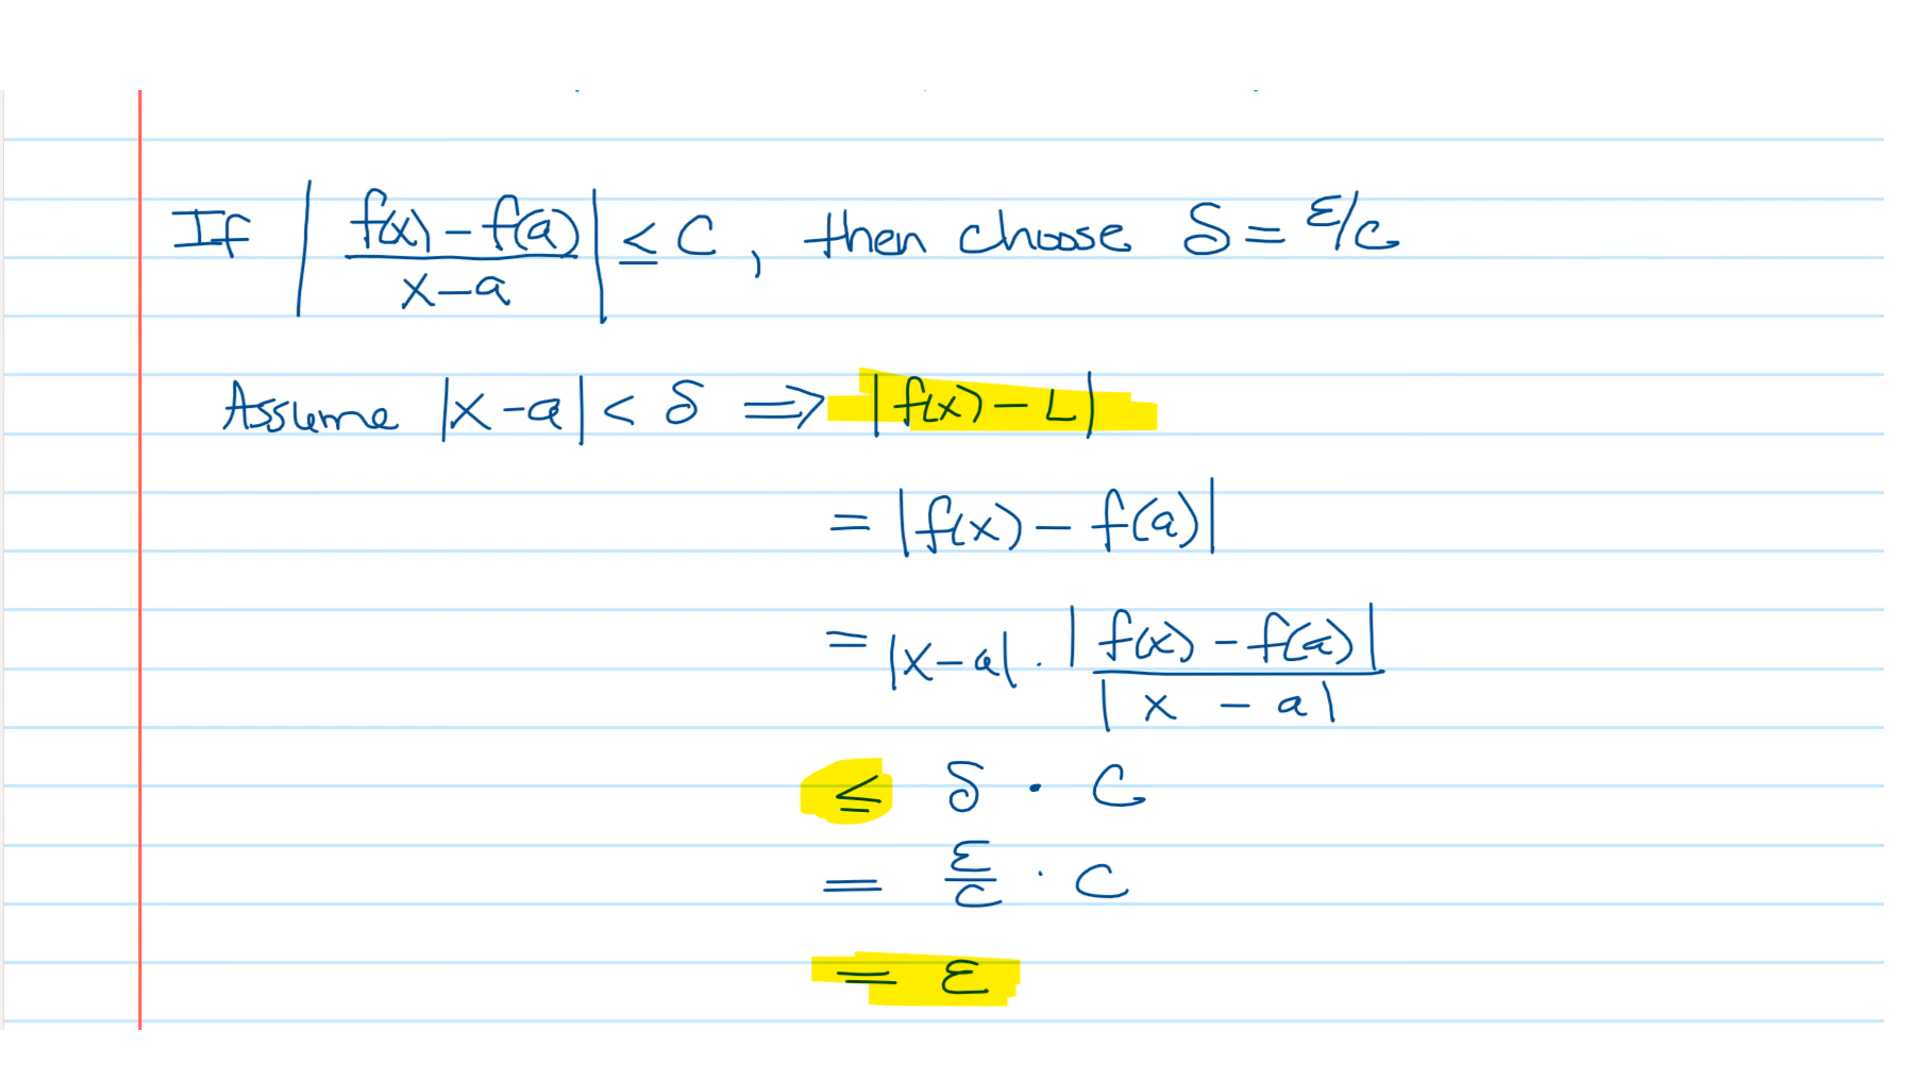 If | (f(x) – f(a)) / (x – a) | ≤ C, then choose δ = ε/C
Assume |x – a| < δ ⟹ |f(x) – L|
= |f(x) – f(a)|
= |x – a| · |f(x) – f(a)| / |x – a|
≤ δ · C
= ε/C · C
= ε